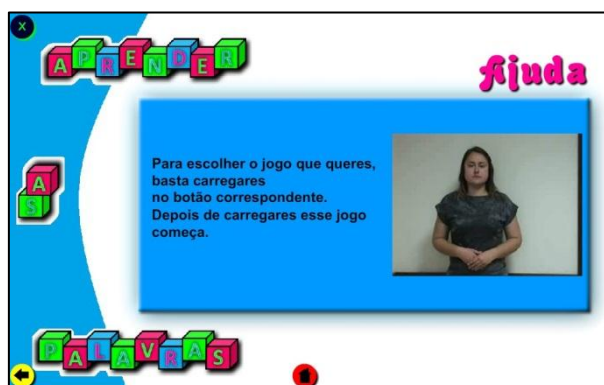 X
APRENDER
Ajuda
Para escolher o jogo que queres,
basta carregares
no botão correspondente.
Depois de carregares esse jogo
começa.
AS
PALAVRAS